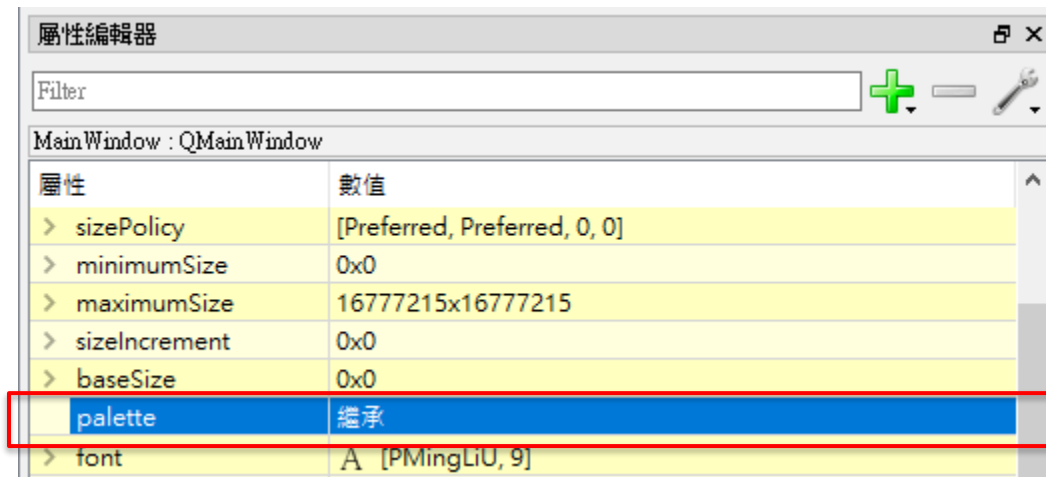 屬性編輯器
Filter
MainWindow : QMainWindow
屬性 數值
sizePolicy [Preferred, Preferred, 0, 0]
minimumSize 0x0
maximumSize 16777215x16777215
sizeIncrement 0x0
baseSize 0x0
palette 繼承
font A [PMingLiU, 9]